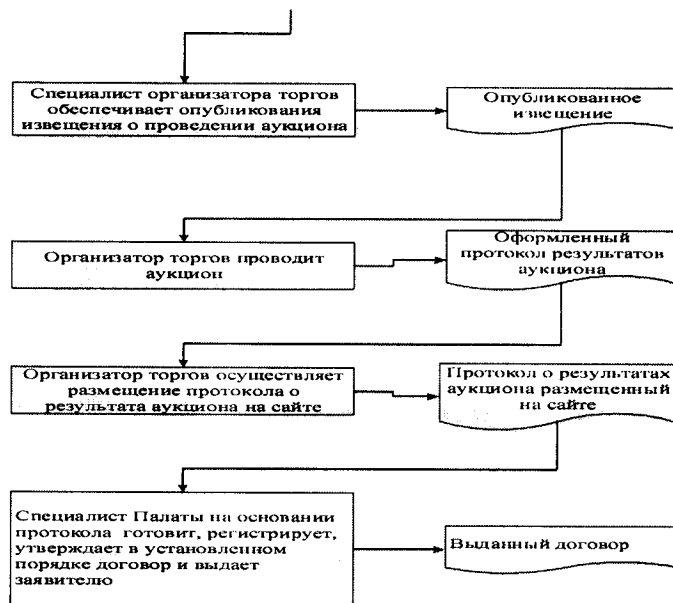 Специалист организатора торгов
обеспечивает опубликования
извещения о проведении аукциона
Опубликованное
извещение
Организатор торгов проводит
аукцион
Оформленный
протокол результатов
аукциона
Организатор торгов осуществляет
размещение протокола о
результата аукциона на сайте
Протокол о результатах
аукциона размещенный
на сайте
Специалист Палаты на основании
протокола готовит, регистрирует,
утверждает в установленном
порядке договор и выдает
заявителю
Выданный договор